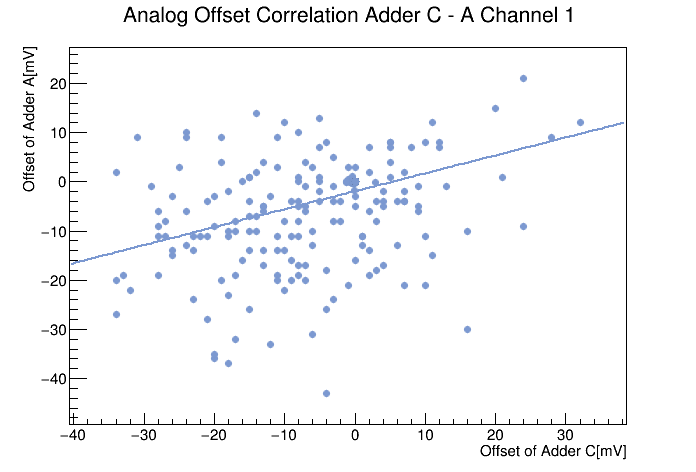 Analog Offset Correlation Adder C - A Channel 1
Offset of Adder A[mV]
20
10
0
−10
−20
−30
−40
−40 −30 −20 −10 0 10 20 30
Offset of Adder C[mV]